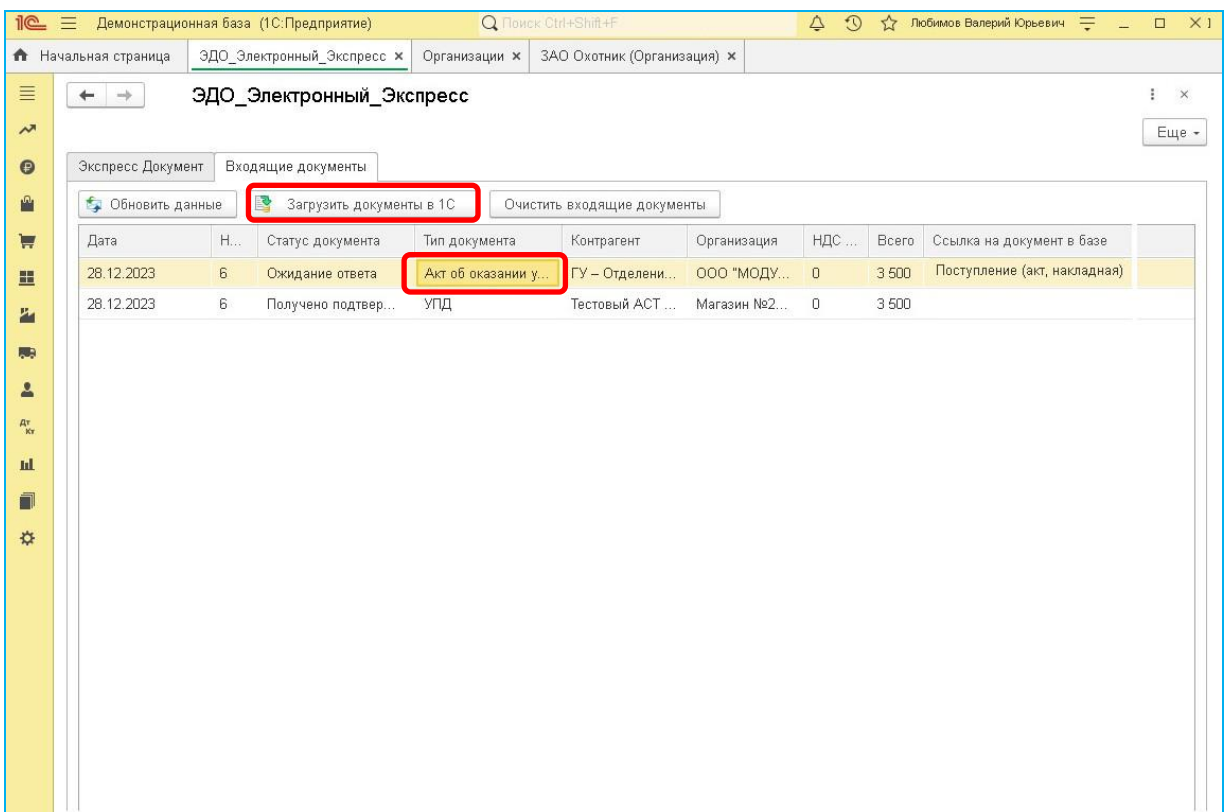 1С Демонстрационная база (1С:Предприятие) Поиск Ctrl+Shift+F Любимов Валерий Юрьевич
Начальная страница ЭДО_Электронный_Экспресс × Организации × ЗАО Охотник (Организация) ×
ЭДО_Электронный_Экспресс
Еще
Экспресс Документ Входящие документы
Обновить данные Загрузить документы в 1С Очистить входящие документы
Дата Н... Статус документа Тип документа Контрагент Организация НДС ... Всего Ссылка на документ в базе
28.12.2023 6 Ожидание ответа Акт об оказании у... ГУ – Отделени... ООО "МОДУ... 0 3 500 Поступление (акт, накладная)
28.12.2023 6 Получено подтвер... УПД Тестовый АСТ ... Магазин №2... 0 3 500
Дт
Кт